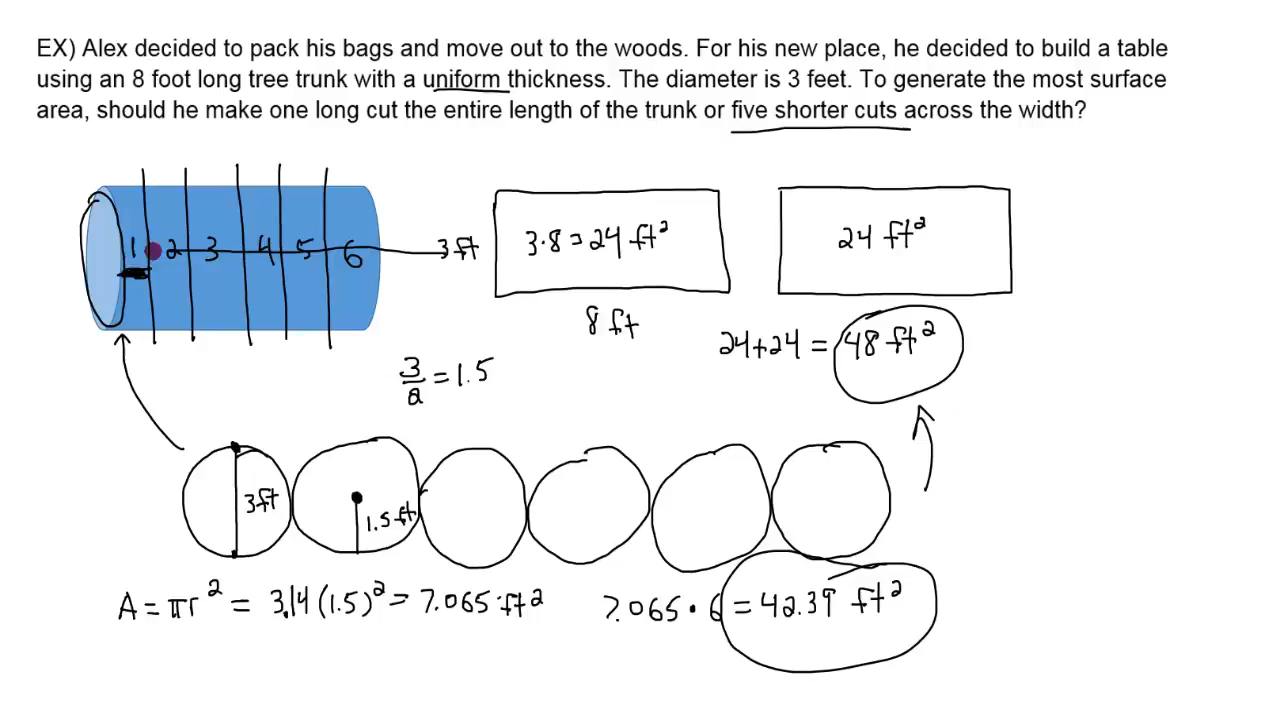 EX) Alex decided to pack his bags and move out to the woods. For his new place, he decided to build a table
using an 8 foot long tree trunk with a uniform thickness. The diameter is 3 feet. To generate the most surface
area, should he make one long cut the entire length of the trunk or five shorter cuts across the width?
1 2 3 4 5 6
3 ft
3·8=24 ft²
8 ft
24 ft²
24+24 = 48 ft²
3/2 = 1.5
3ft
1.5 ft
A = πr² = 3.14(1.5)² = 7.065 ft²
7.065 · 6 = 42.39 ft²